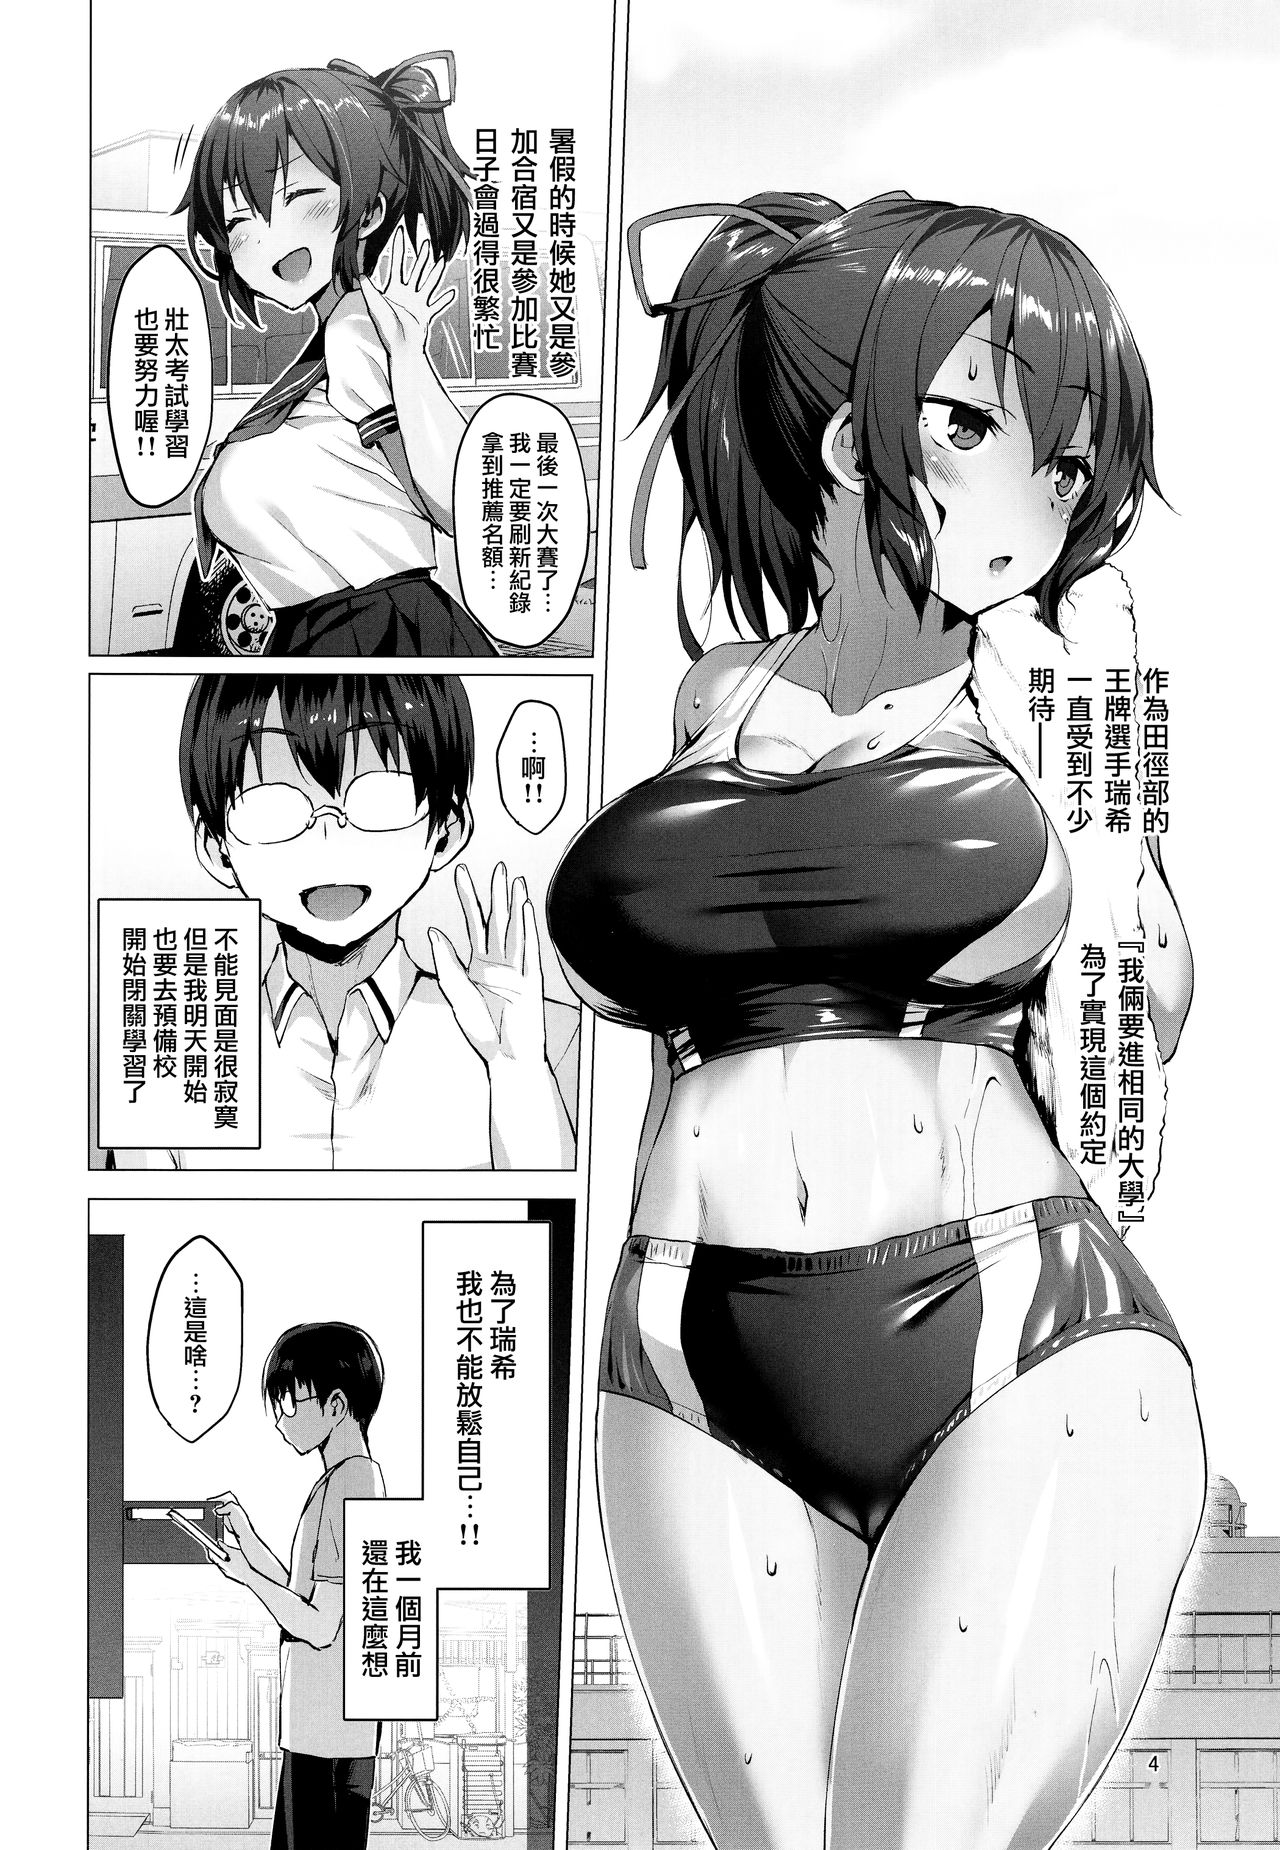 作為田徑部的
王牌選手瑞希
一直受到不少
期待——
『我倆要進相同的大學』
為了實現這個約定
暑假的時候她又是參
加合宿又是參加比賽
日子會過得很繁忙
最後一次大賽了…
我一定要刷新紀錄
拿到推薦名額…
壯太考試學習
也要努力喔!!
…啊!!
不能見面是很寂寞
但是我明天開始
也要去預備校
開始閉關學習了
為了瑞希
我也不能放鬆自己…!!
我一個月前
還在這麼想
…這是啥…?
4